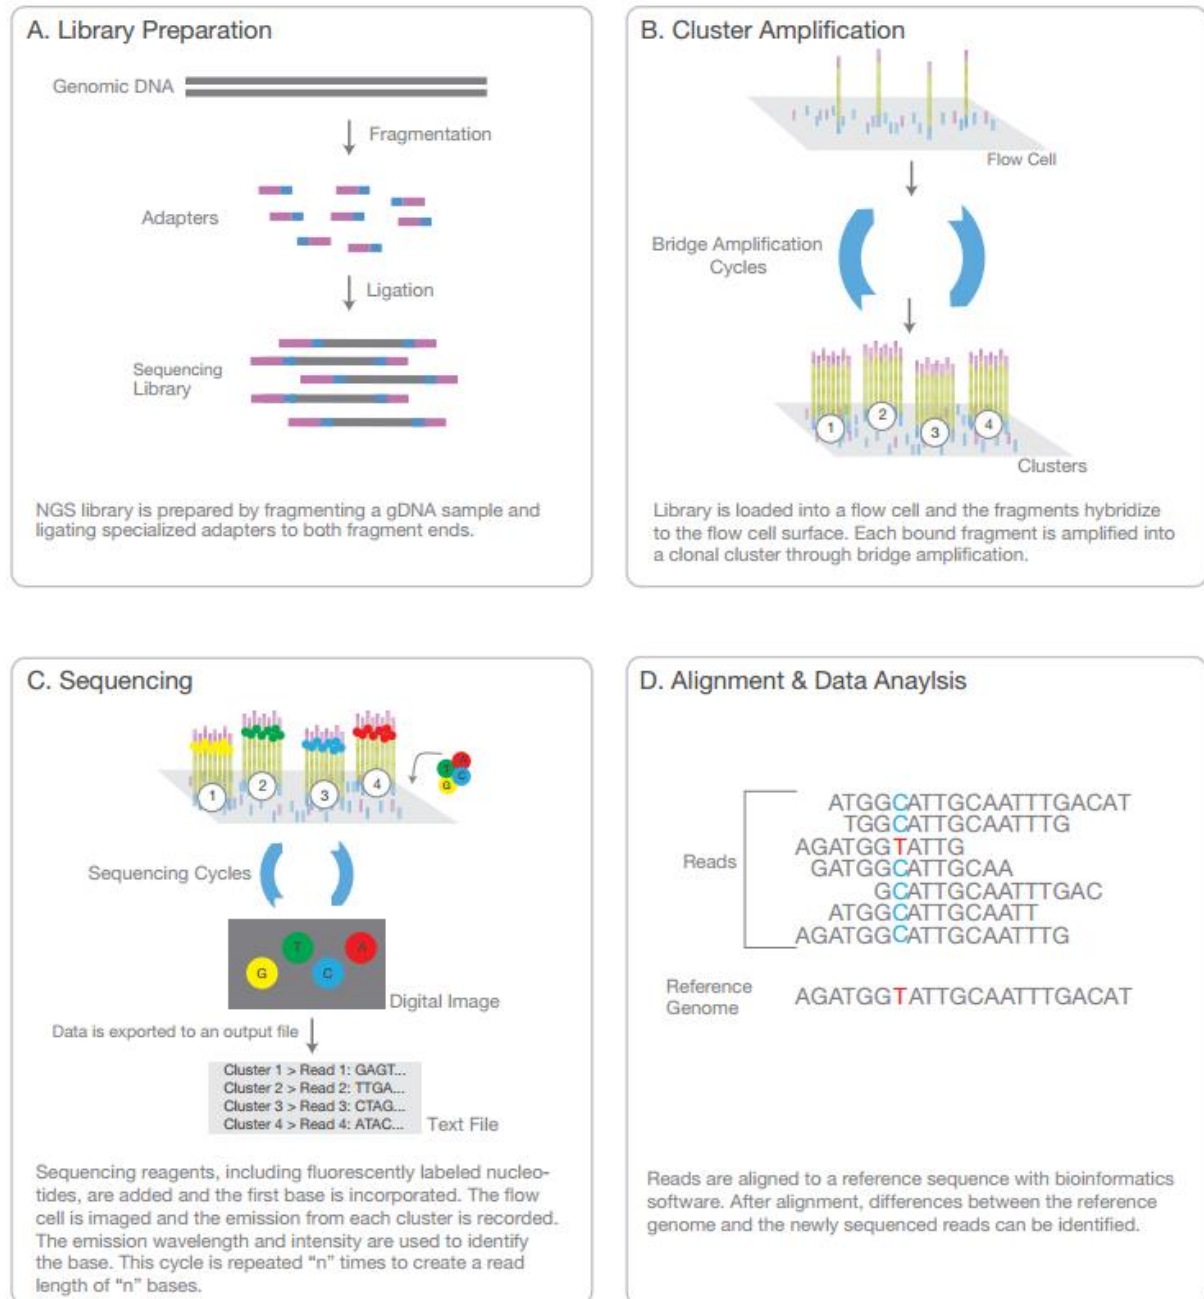 A. Library Preparation
Genomic DNA
Fragmentation
Adapters
Ligation
Sequencing
Library
NGS library is prepared by fragmenting a gDNA sample and
ligating specialized adapters to both fragment ends.
B. Cluster Amplification
Flow Cell
Bridge Amplification
Cycles
1
2
3
4
Clusters
Library is loaded into a flow cell and the fragments hybridize
to the flow cell surface. Each bound fragment is amplified into
a clonal cluster through bridge amplification.
C. Sequencing
A
T
C
G
1
2
3
4
Sequencing Cycles
T
A
G
C
Digital Image
Data is exported to an output file
Cluster 1 > Read 1: GAGT...
Cluster 2 > Read 2: TTGA...
Cluster 3 > Read 3: CTAG...
Cluster 4 > Read 4: ATAC...
Text File
Sequencing reagents, including fluorescently labeled nucleo-
tides, are added and the first base is incorporated. The flow
cell is imaged and the emission from each cluster is recorded.
The emission wavelength and intensity are used to identify
the base. This cycle is repeated “n” times to create a read
length of “n” bases.
D. Alignment & Data Anaylsis
ATGGCATTGCAATTTGACAT
TGGCATTGCAATTTG
AGATGGTATTG
Reads
GATGGCATTGCAA
GCATTGCAATTTGAC
ATGGCATTGCAATT
AGATGGCATTGCAATTTG
Reference
Genome
AGATGGTATTGCAATTTGACAT
Reads are aligned to a reference sequence with bioinformatics
software. After alignment, differences between the reference
genome and the newly sequenced reads can be identified.